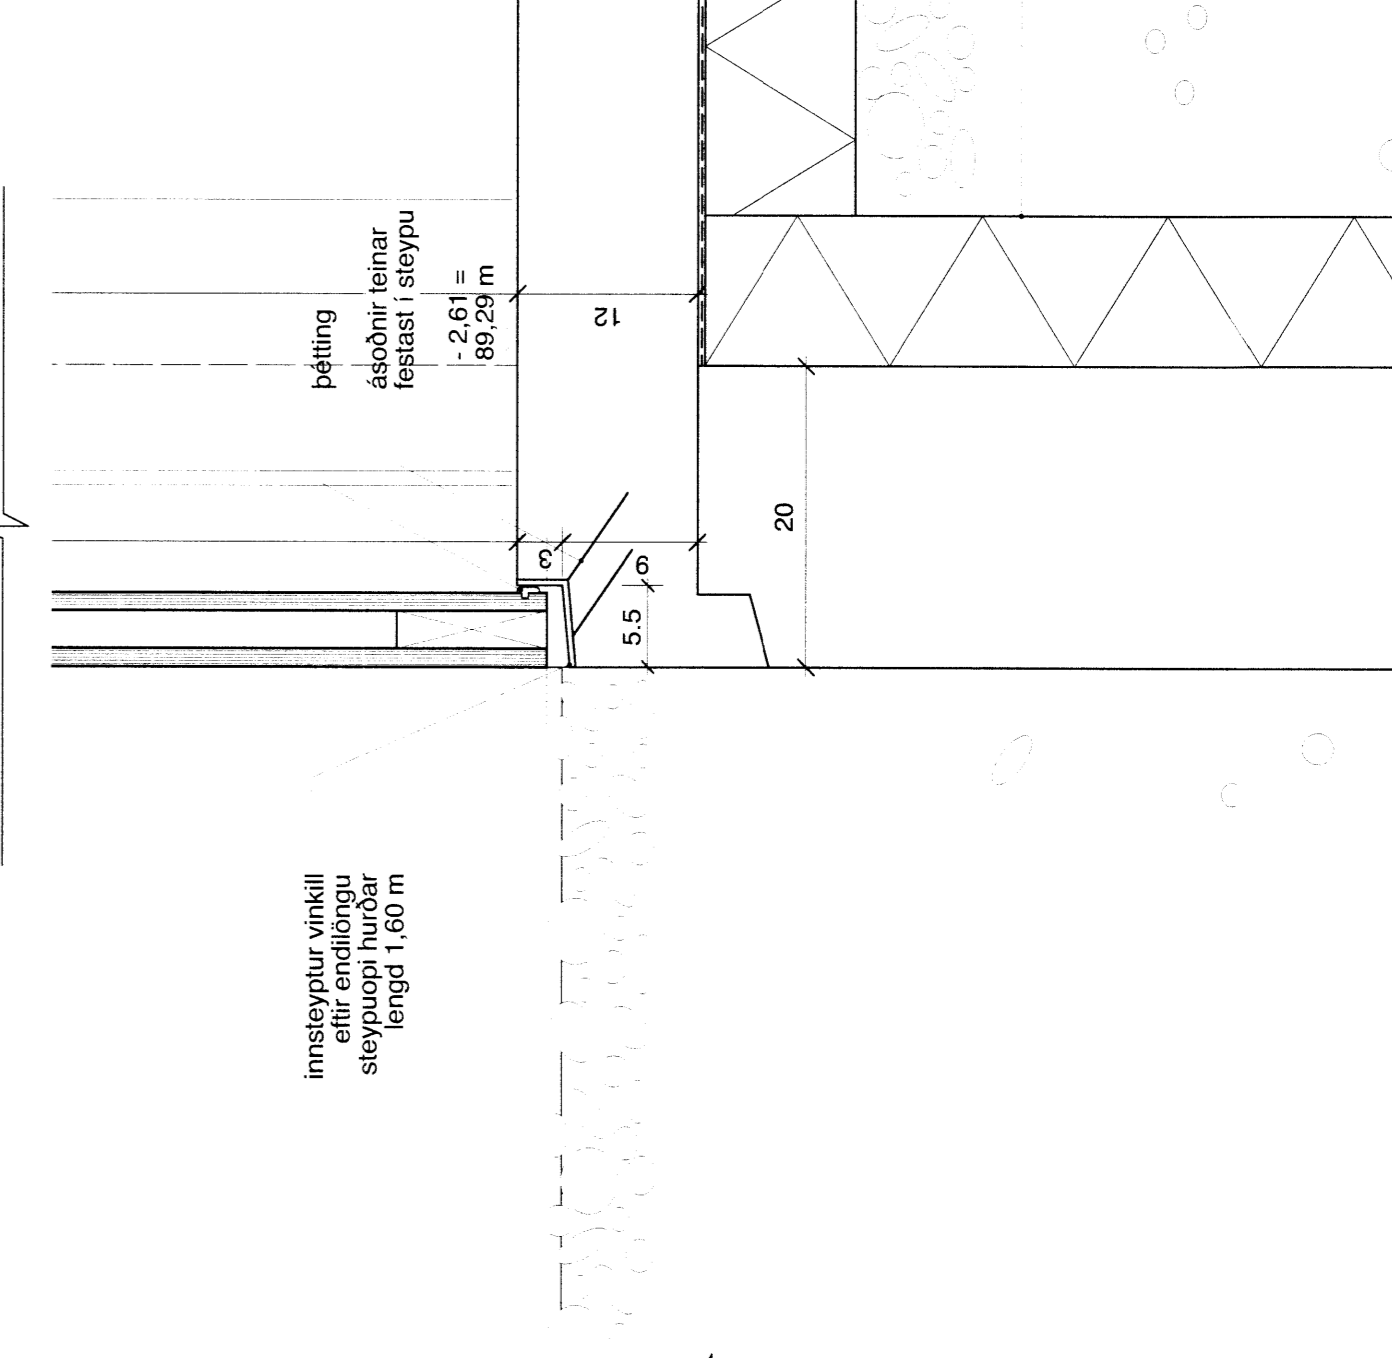 þétting
ásoðnir teinar
festast í steypu
- 2,61 =
89,29 m
12
20
3
9
5.5
innsteyptur vinkill
eftir endilöngu
steypuopi hurðar
lengd 1,60 m